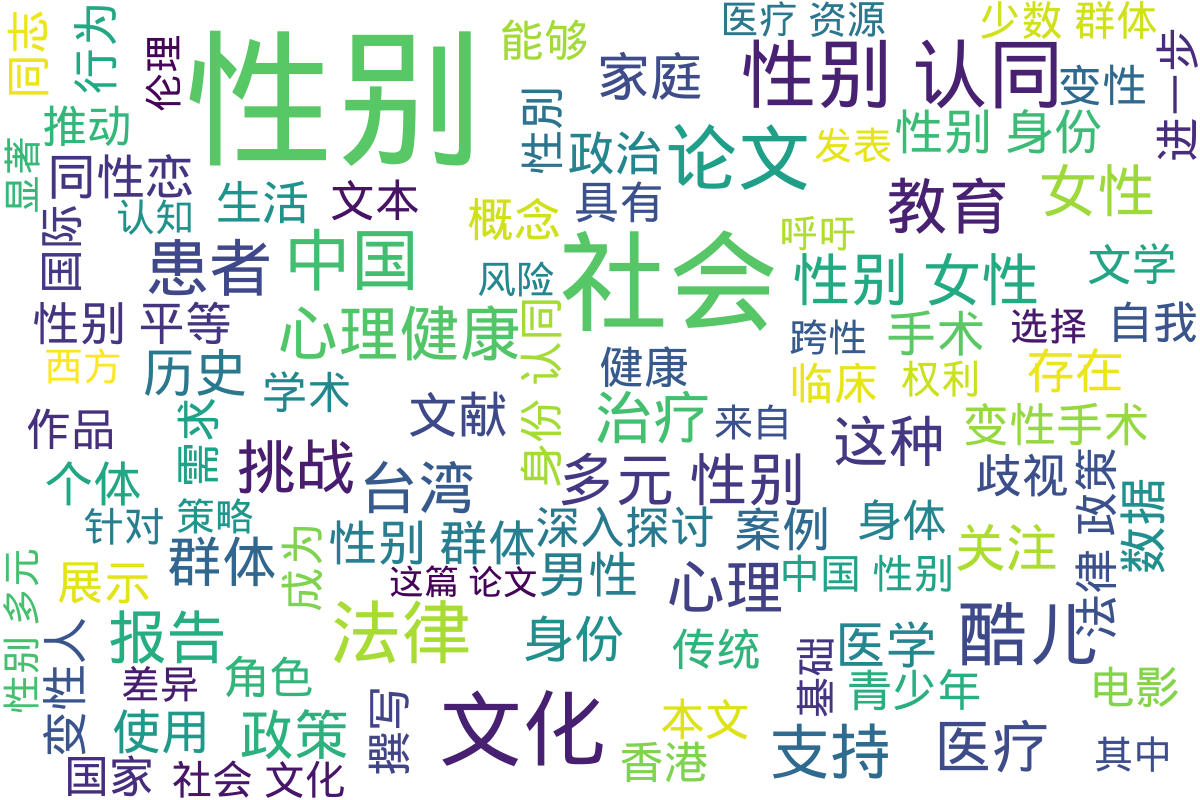 同志
行为
伦理
性别
能够
家庭
医疗 资源
少数 群体
性别 认同
变性
进一步
推动
显著
同性恋
国际
认知
生活
文本
概念
性别
政治
具有
论文
发表
性别 身份
教育
女性
呼吁
患者
中国
社会
风险
性别 女性
文学
性别 平等
心理健康
身份 认同
健康
跨性
手术
选择
自我
西方
历史
学术
文献
治疗
来自
临床
权利
存在
作品
需求
挑战
台湾
多元 性别
这种
变性手术
歧视
个体
针对
策略
性别 群体
深入探讨
案例
身体
关注
法律 政策
数据
性别 多元
展示
群体
成为
这篇 论文
男性
心理
中国 性别
酷儿
变性人
报告
法律
身份
传统
基础
医学
青少年
电影
差异
角色
使用
政策
撰写
文化
本文
香港
支持
医疗
其中
国家
社会 文化